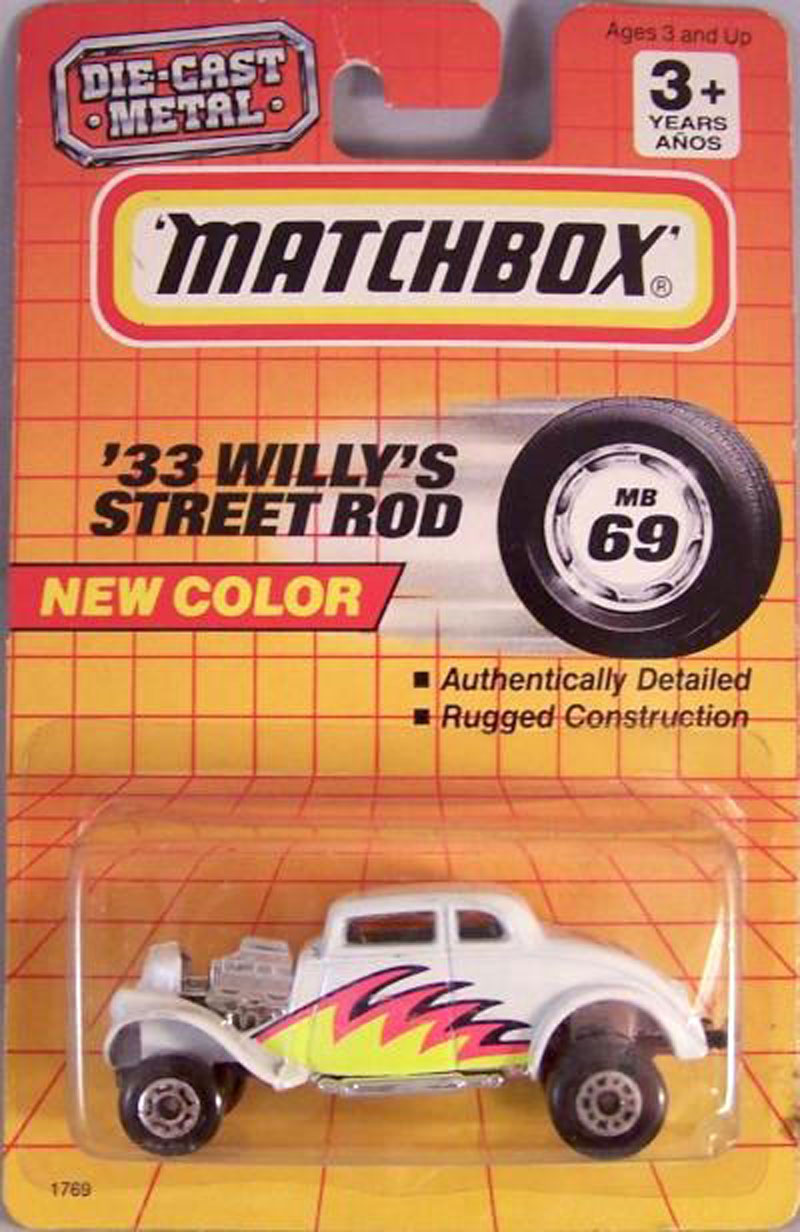 DIE-CAST
• METAL •
Ages 3 and Up
3+
YEARS
AÑOS
'MATCHBOX'®
'33 WILLY'S
STREET ROD
MB
69
NEW COLOR
■ Authentically Detailed
■ Rugged Construction
1769